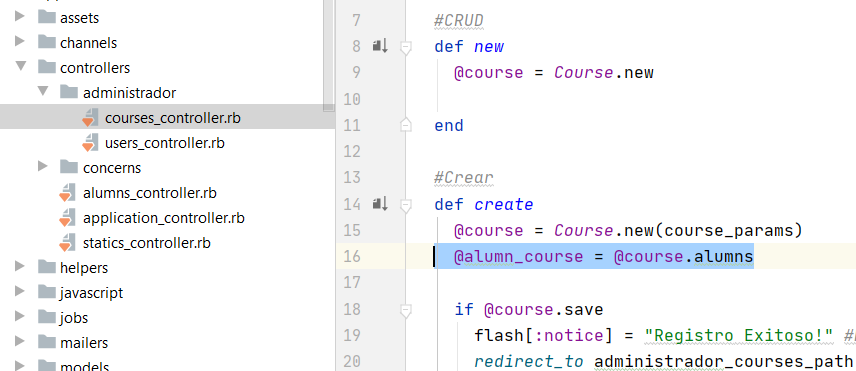 assets
channels
controllers
administrador
courses_controller.rb
users_controller.rb
concerns
alumns_controller.rb
application_controller.rb
statics_controller.rb
helpers
javascript
jobs
mailers
models
7 #CRUD
8 def new
9 @course = Course.new
10
11 end
12
13 #Crear
14 def create
15 @course = Course.new(course_params)
16 @alumn_course = @course.alumns
17
18 if @course.save
19 flash[:notice] = "Registro Exitoso!"
20 redirect_to administrador_courses_path